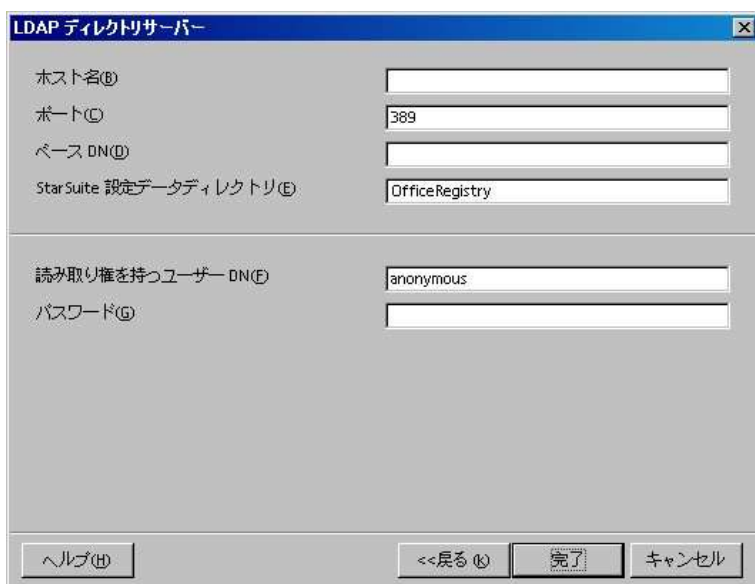 LDAP ディレクトリサーバー
ホスト名(B)
ポート(C) 389
ベース DN(D)
StarSuite 設定データディレクトリ(E) OfficeRegistry
読み取り権を持つユーザー DN(F) anonymous
パスワード(G)
ヘルプ(H) <<戻る(K) 完了 キャンセル